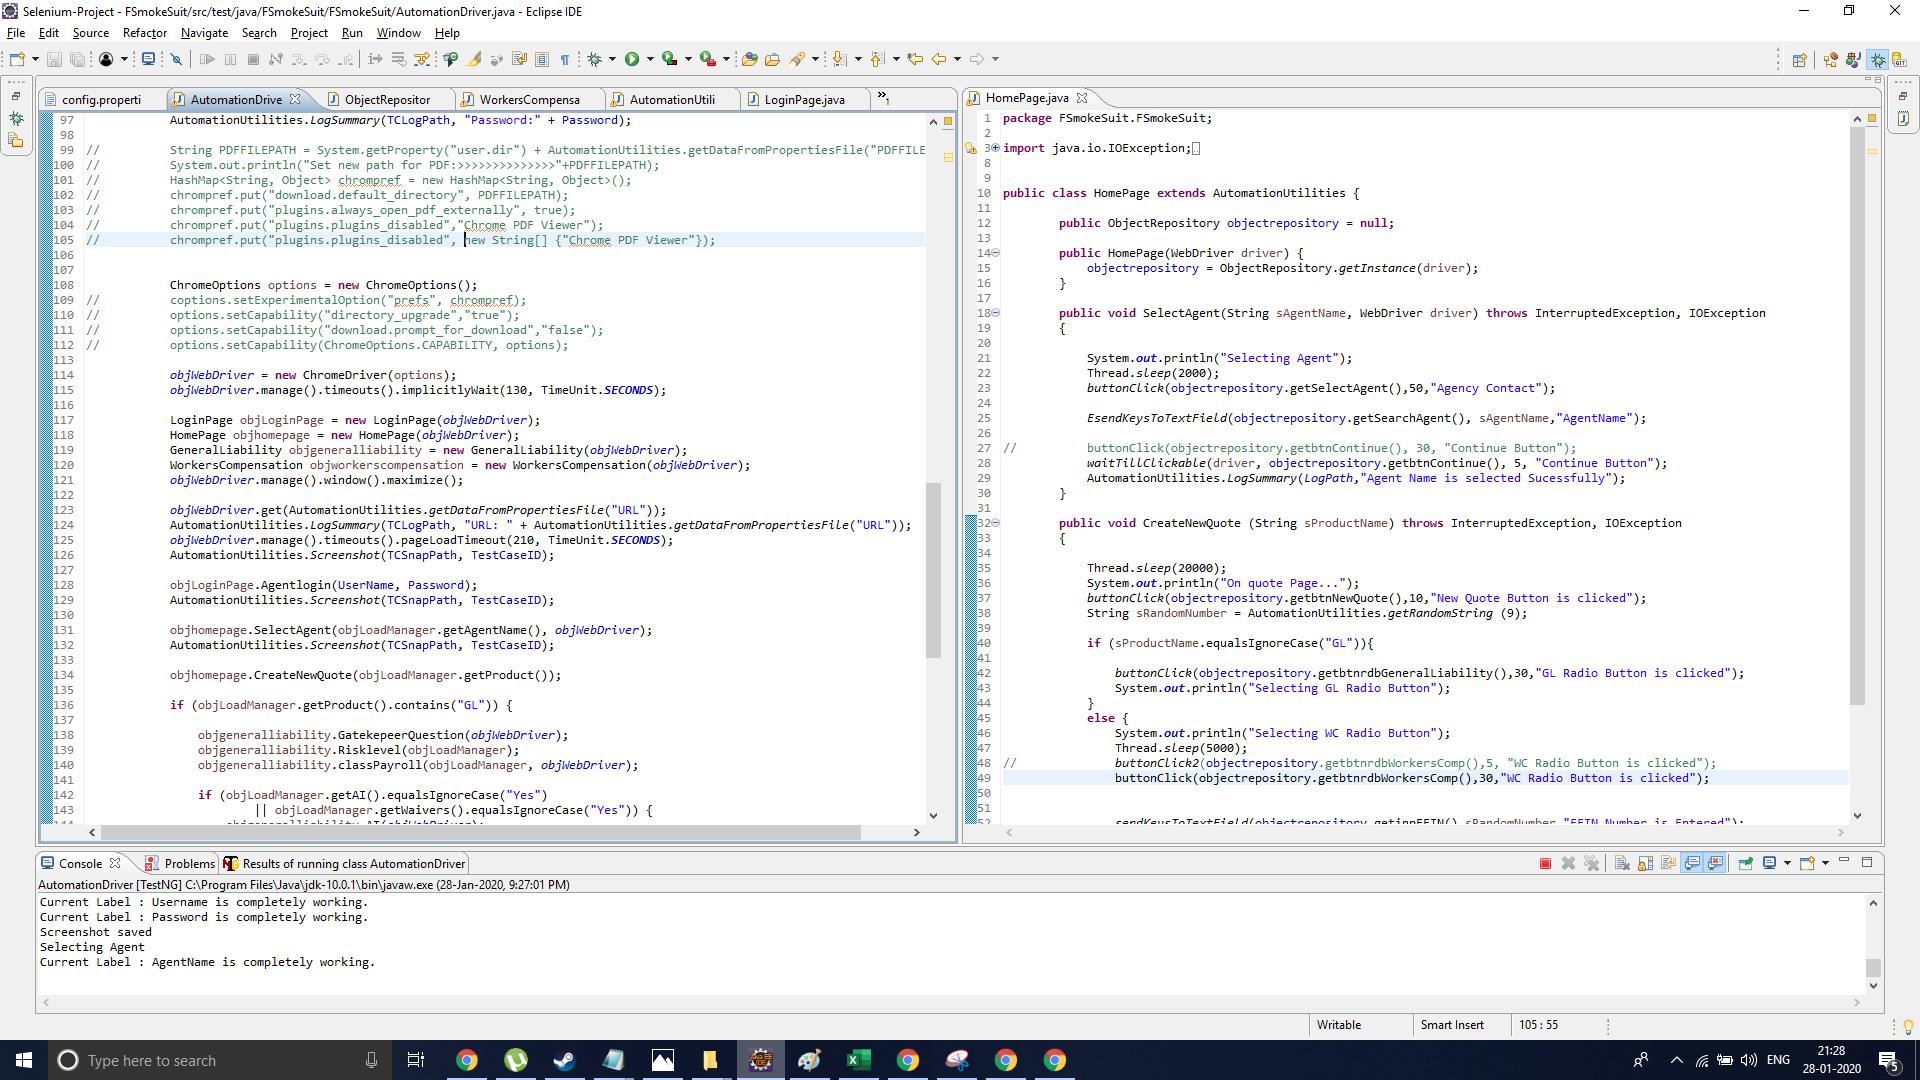 Selenium-Project - FSmokeSuit/src/test/java/FSmokeSuit/FSmokeSuit/AutomationDriver.java - Eclipse IDE
File Edit Source Refactor Navigate Search Project Run Window Help
config.properti AutomationDrive ObjectRepositor WorkersCompensa AutomationUtili LoginPage.java »1
97 AutomationUtilities.LogSummary(TCLogPath, "Password:" + Password);
98
99 // String PDFFILEPATH = System.getProperty("user.dir") + AutomationUtilities.getDataFromPropertiesFile("PDFFILE
100 // System.out.println("Set new path for PDF:>>>>>>>>>>>>>>>"+PDFFILEPATH);
101 // HashMap<String, Object> chrompref = new HashMap<String, Object>();
102 // chrompref.put("download.default_directory", PDFFILEPATH);
103 // chrompref.put("plugins.always_open_pdf_externally", true);
104 // chrompref.put("plugins.plugins_disabled","Chrome PDF Viewer");
105 // chrompref.put("plugins.plugins_disabled", new String[] {"Chrome PDF Viewer"});
106
107
108 ChromeOptions options = new ChromeOptions();
109 // coptions.setExperimentalOption("prefs", chrompref);
110 // options.setCapability("directory_upgrade","true");
111 // options.setCapability("download.prompt_for_download","false");
112 // options.setCapability(ChromeOptions.CAPABILITY, options);
113
114 objWebDriver = new ChromeDriver(options);
115 objWebDriver.manage().timeouts().implicitlyWait(130, TimeUnit.SECONDS);
116
117 LoginPage objLoginPage = new LoginPage(objWebDriver);
118 HomePage objhomepage = new HomePage(objWebDriver);
119 GeneralLiability objgeneralliability = new GeneralLiability(objWebDriver);
120 WorkersCompensation objworkerscompensation = new WorkersCompensation(objWebDriver);
121 objWebDriver.manage().window().maximize();
122
123 objWebDriver.get(AutomationUtilities.getDataFromPropertiesFile("URL"));
124 AutomationUtilities.LogSummary(TCLogPath, "URL: " + AutomationUtilities.getDataFromPropertiesFile("URL"));
125 objWebDriver.manage().timeouts().pageLoadTimeout(210, TimeUnit.SECONDS);
126 AutomationUtilities.Screenshot(TCSnapPath, TestCaseID);
127
128 objLoginPage.Agentlogin(UserName, Password);
129 AutomationUtilities.Screenshot(TCSnapPath, TestCaseID);
130
131 objhomepage.SelectAgent(objLoadManager.getAgentName(), objWebDriver);
132 AutomationUtilities.Screenshot(TCSnapPath, TestCaseID);
133
134 objhomepage.CreateNewQuote(objLoadManager.getProduct());
135
136 if (objLoadManager.getProduct().contains("GL")) {
137
138 objgeneralliability.GatekepeerQuestion(objWebDriver);
139 objgeneralliability.Risklevel(objLoadManager);
140 objgeneralliability.classPayroll(objLoadManager, objWebDriver);
141
142 if (objLoadManager.getAI().equalsIgnoreCase("Yes")
143 || objLoadManager.getWaivers().equalsIgnoreCase("Yes")) {
144 objgeneralliability.AI(objWebDriver);
HomePage.java
1 package FSmokeSuit.FSmokeSuit;
2
3 import java.io.IOException;
8
9
10 public class HomePage extends AutomationUtilities {
11
12 public ObjectRepository objectrepository = null;
13
14 public HomePage(WebDriver driver) {
15 objectrepository = ObjectRepository.getInstance(driver);
16 }
17
18 public void SelectAgent(String sAgentName, WebDriver driver) throws InterruptedException, IOException
19 {
20
21 System.out.println("Selecting Agent");
22 Thread.sleep(2000);
23 buttonClick(objectrepository.getSelectAgent(),50,"Agency Contact");
24
25 EsendKeysToTextField(objectrepository.getSearchAgent(), sAgentName,"AgentName");
26
27 // buttonClick(objectrepository.getbtnContinue(), 30, "Continue Button");
28 waitTillClickable(driver, objectrepository.getbtnContinue(), 5, "Continue Button");
29 AutomationUtilities.LogSummary(LogPath,"Agent Name is selected Sucessfully");
30 }
31
32 public void CreateNewQuote (String sProductName) throws InterruptedException, IOException
33 {
34
35 Thread.sleep(20000);
36 System.out.println("On quote Page...");
37 buttonClick(objectrepository.getbtnNewQuote(),10,"New Quote Button is clicked");
38 String sRandomNumber = AutomationUtilities.getRandomString (9);
39
40 if (sProductName.equalsIgnoreCase("GL")){
41
42 buttonClick(objectrepository.getbtnrdbGeneralLiability(),30,"GL Radio Button is clicked");
43 System.out.println("Selecting GL Radio Button");
44 }
45 else {
46 System.out.println("Selecting WC Radio Button");
47 Thread.sleep(5000);
48 // buttonClick2(objectrepository.getbtnrdbWorkersComp(),5, "WC Radio Button is clicked");
49 buttonClick(objectrepository.getbtnrdbWorkersComp(),30,"WC Radio Button is clicked");
50
51
52 sendKeysToTextField(objectrepository.getinpFEIN() sRandomNumber "FEIN Number is Entered");
Console Problems Results of running class AutomationDriver
AutomationDriver [TestNG] C:\Program Files\Java\jdk-10.0.1\bin\javaw.exe (28-Jan-2020, 9:27:01 PM)
Current Label : Username is completely working.
Current Label : Password is completely working.
Screenshot saved
Selecting Agent
Current Label : AgentName is completely working.
Writable Smart Insert 105 : 55
Type here to search
ENG 21:28
28-01-2020
5